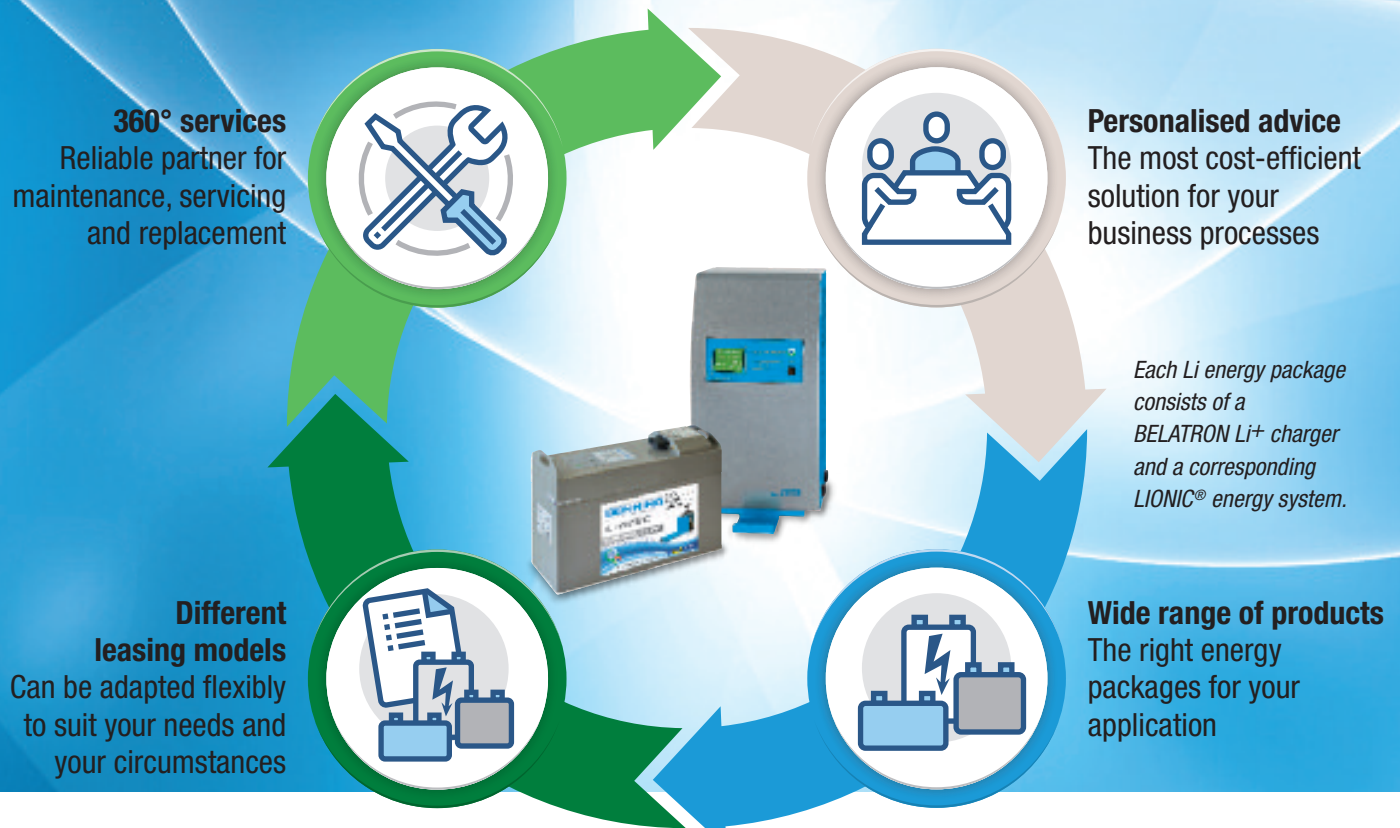 360° services
Reliable partner for
maintenance, servicing
and replacement
Personalised advice
The most cost-efficient
solution for your
business processes
Each Li energy package
consists of a
BELATRON Li+ charger
and a corresponding
LIONIC® energy system.
Different
leasing models
Can be adapted flexibly
to suit your needs and
your circumstances
Wide range of products
The right energy
packages for your
application